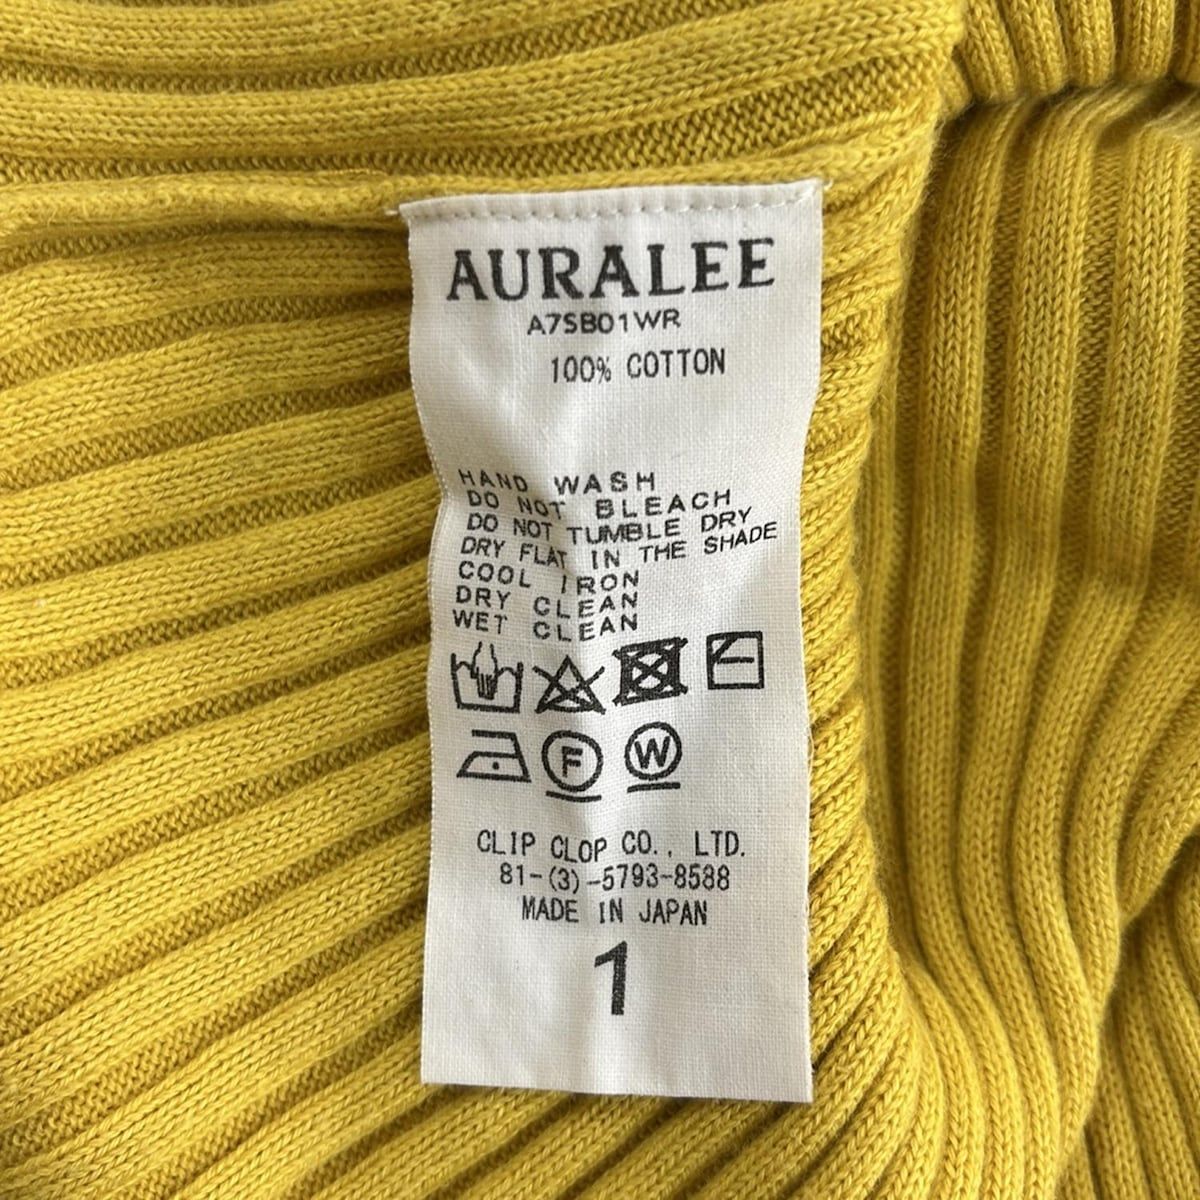 AURALEE
A7SB01WR
100% COTTON
HAND WASH
DO NOT BLEACH
DO NOT TUMBLE DRY
DRY FLAT IN THE SHADE
COOL IRON
DRY CLEAN
WET CLEAN
F W
CLIP CLOP CO., LTD.
81-(3)-5793-8588
MADE IN JAPAN
1